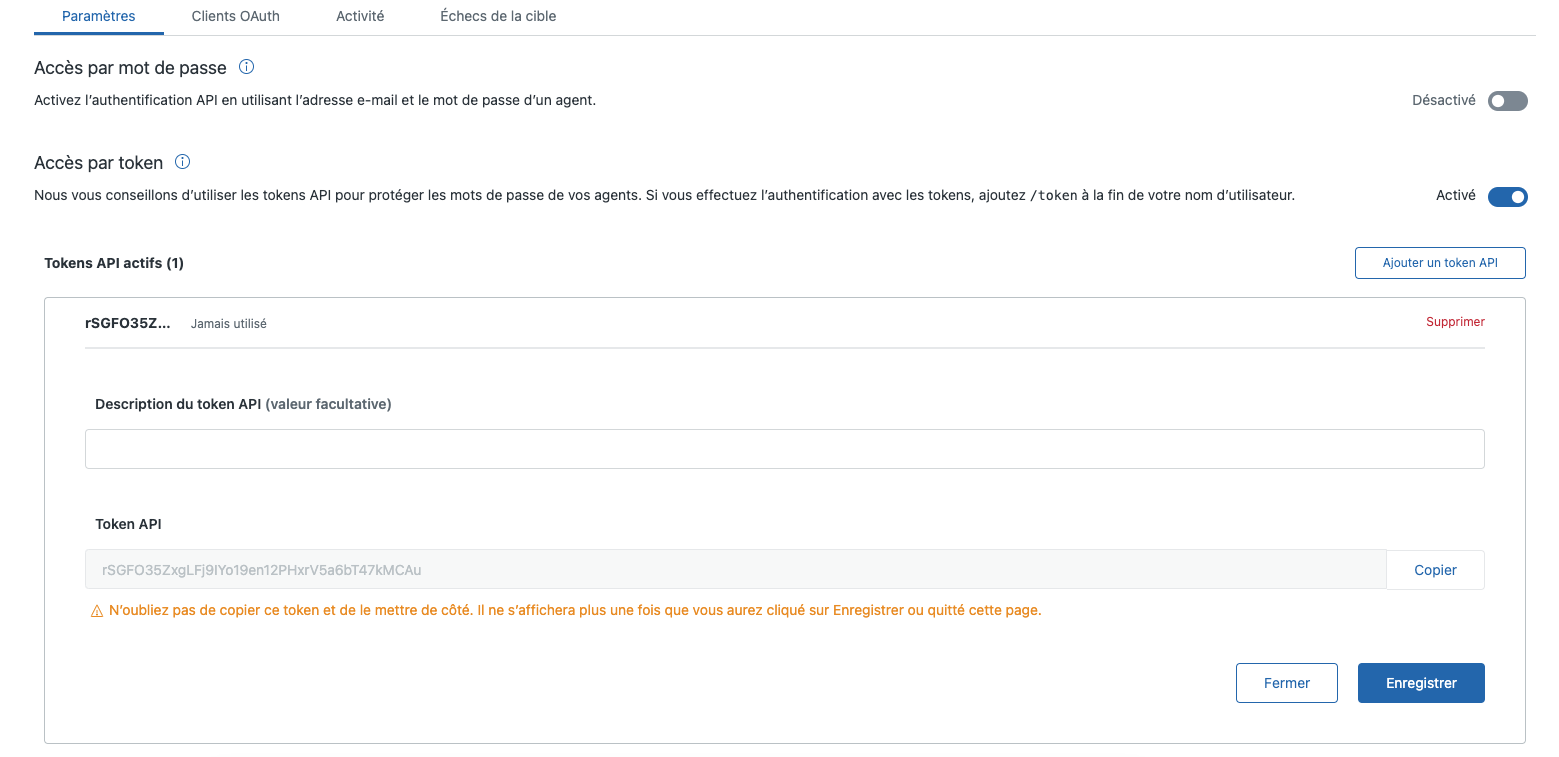 Paramètres Clients OAuth Activité Échecs de la cible
Accès par mot de passe
Activez l’authentification API en utilisant l’adresse e-mail et le mot de passe d’un agent.
Désactivé
Accès par token
Nous vous conseillons d’utiliser les tokens API pour protéger les mots de passe de vos agents. Si vous effectuez l’authentification avec les tokens, ajoutez /token à la fin de votre nom d’utilisateur.
Activé
Tokens API actifs (1)
Ajouter un token API
rSGFO35Z... Jamais utilisé
Supprimer
Description du token API (valeur facultative)
Token API
rSGFO35ZxgLFj9IYo19en12PHxrV5a6bT47kMCAu
Copier
N’oubliez pas de copier ce token et de le mettre de côté. Il ne s’affichera plus une fois que vous aurez cliqué sur Enregistrer ou quitté cette page.
Fermer
Enregistrer